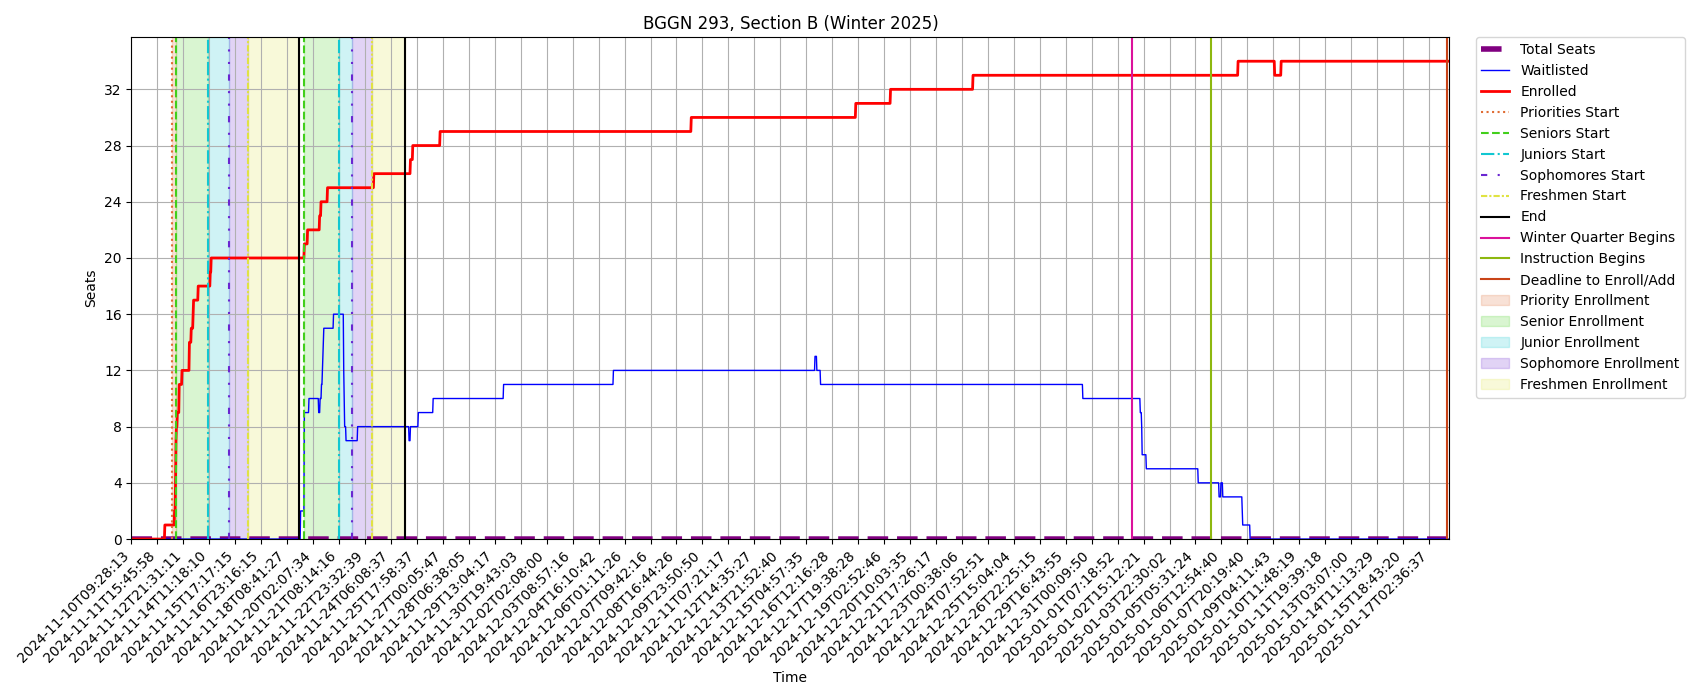 BGGN 293, Section B (Winter 2025)
Seats
32
28
24
20
16
12
8
4
0
2024-11-10T09:28:13
2024-11-11T15:45:58
2024-11-12T21:31:11
2024-11-14T11:18:10
2024-11-15T17:17:15
2024-11-16T23:16:15
2024-11-18T08:41:27
2024-11-20T02:07:34
2024-11-21T08:14:16
2024-11-22T23:32:39
2024-11-24T06:08:37
2024-11-25T17:58:37
2024-11-27T00:05:47
2024-11-28T06:38:05
2024-11-29T13:04:17
2024-11-30T19:43:03
2024-12-02T02:08:00
2024-12-03T08:57:16
2024-12-04T16:10:42
2024-12-06T01:11:26
2024-12-07T09:42:16
2024-12-08T16:44:26
2024-12-09T23:50:50
2024-12-11T07:21:17
2024-12-12T14:35:27
2024-12-13T21:52:40
2024-12-15T04:57:35
2024-12-16T12:16:28
2024-12-17T19:38:28
2024-12-19T02:52:46
2024-12-20T10:03:35
2024-12-21T17:26:17
2024-12-23T00:38:06
2024-12-24T07:52:51
2024-12-25T15:04:04
2024-12-26T22:25:15
2024-12-29T16:43:55
2024-12-31T00:09:50
2025-01-01T07:18:52
2025-01-02T15:12:21
2025-01-03T22:30:02
2025-01-05T05:31:24
2025-01-06T12:54:40
2025-01-07T20:19:40
2025-01-09T04:11:43
2025-01-10T11:48:19
2025-01-11T19:39:18
2025-01-13T03:07:00
2025-01-14T11:13:29
2025-01-15T18:43:20
2025-01-17T02:36:37
Time
Total Seats
Waitlisted
Enrolled
Priorities Start
Seniors Start
Juniors Start
Sophomores Start
Freshmen Start
End
Winter Quarter Begins
Instruction Begins
Deadline to Enroll/Add
Priority Enrollment
Senior Enrollment
Junior Enrollment
Sophomore Enrollment
Freshmen Enrollment